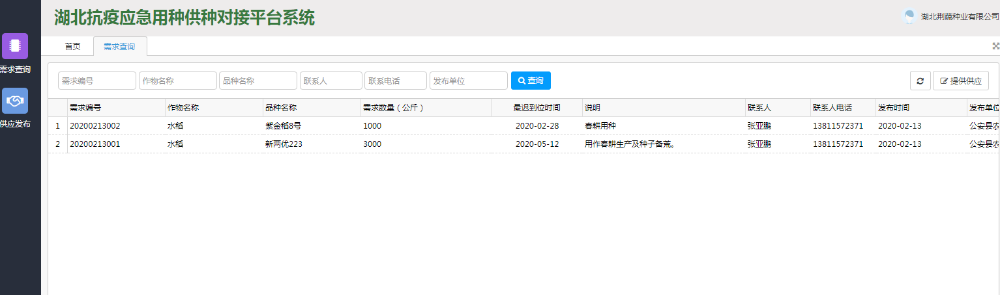 湖北抗疫应急用种供种对接平台系统
湖北荆蔬种业有限公司
首页 需求查询
需求查询
供应发布
需求编号 作物名称 品种名称 联系人 联系电话 发布单位 查询 提供供应
需求编号 作物名称 品种名称 需求数量（公斤） 最迟到位时间 说明 联系人 联系人电话 发布时间 发布单位
1 20200213002 水稻 紫金稻8号 1000 2020-02-28 春耕用种 张亚鹏 13811572371 2020-02-13 公安县农
2 20200213001 水稻 新两优223 3000 2020-05-12 用作春耕生产及种子备荒。 张亚鹏 13811572371 2020-02-13 公安县农